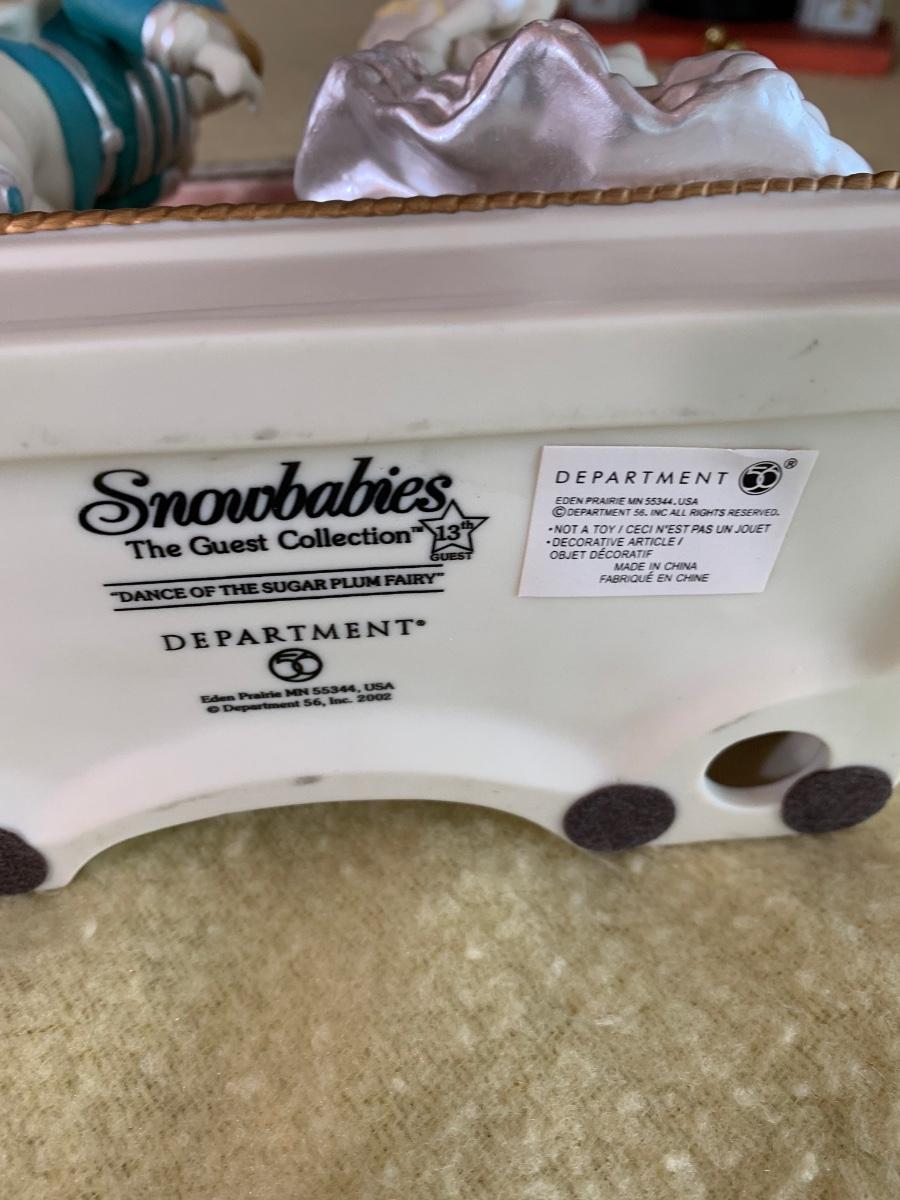 Snowbabies
The Guest Collection™
13th
GUEST
"DANCE OF THE SUGAR PLUM FAIRY"
DEPARTMENT®
56
Eden Prairie MN 55344, USA
© Department 56, Inc. 2002
DEPARTMENT 56®
EDEN PRAIRIE MN 55344. USA
©DEPARTMENT 56. INC ALL RIGHTS RESERVED.
•NOT A TOY / CECI N'EST PAS UN JOUET
•DECORATIVE ARTICLE /
OBJET DÉCORATIF
MADE IN CHINA
FABRIQUÉ EN CHINE